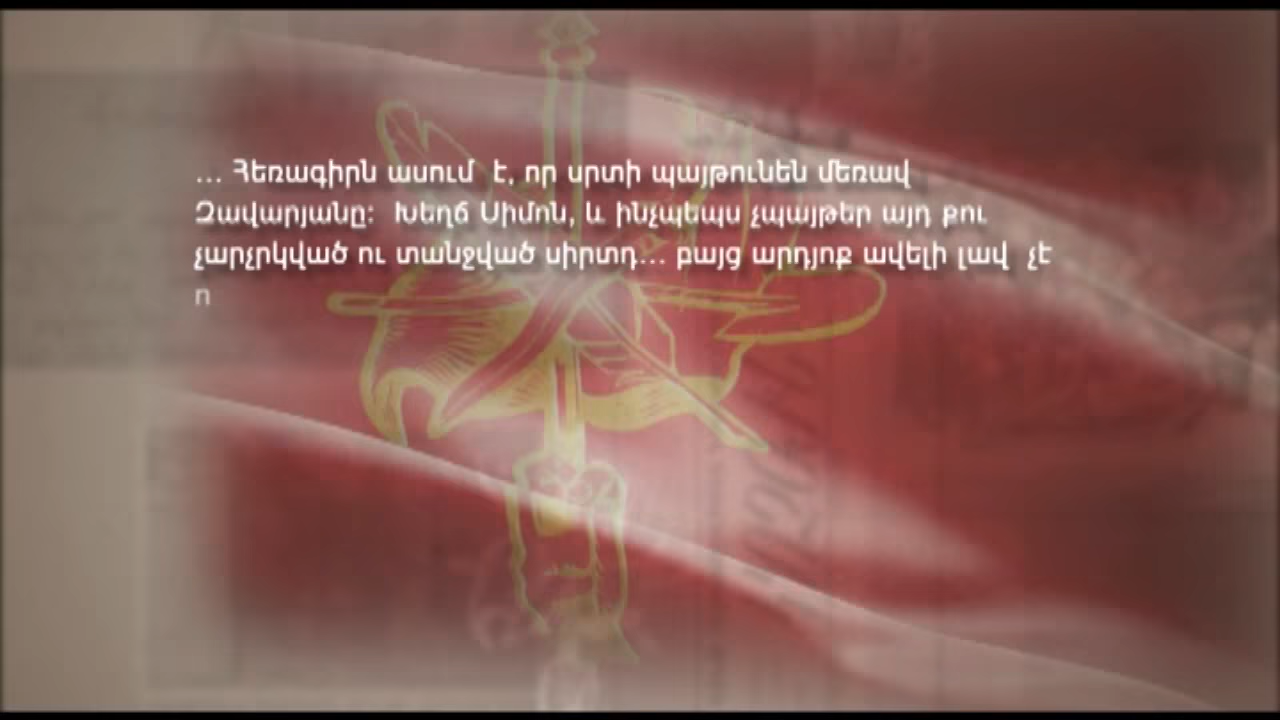 ... Հեռագիրն ասում է, որ սրտի պայթունեն մեռավ
Զավարյանը: Խեղճ Սիմոն, և ինչպեպս չպայթեր այդ քու
չարչրկված ու տանջված սիրտդ... բայց արդյոք ավելի լավ չէ
ո